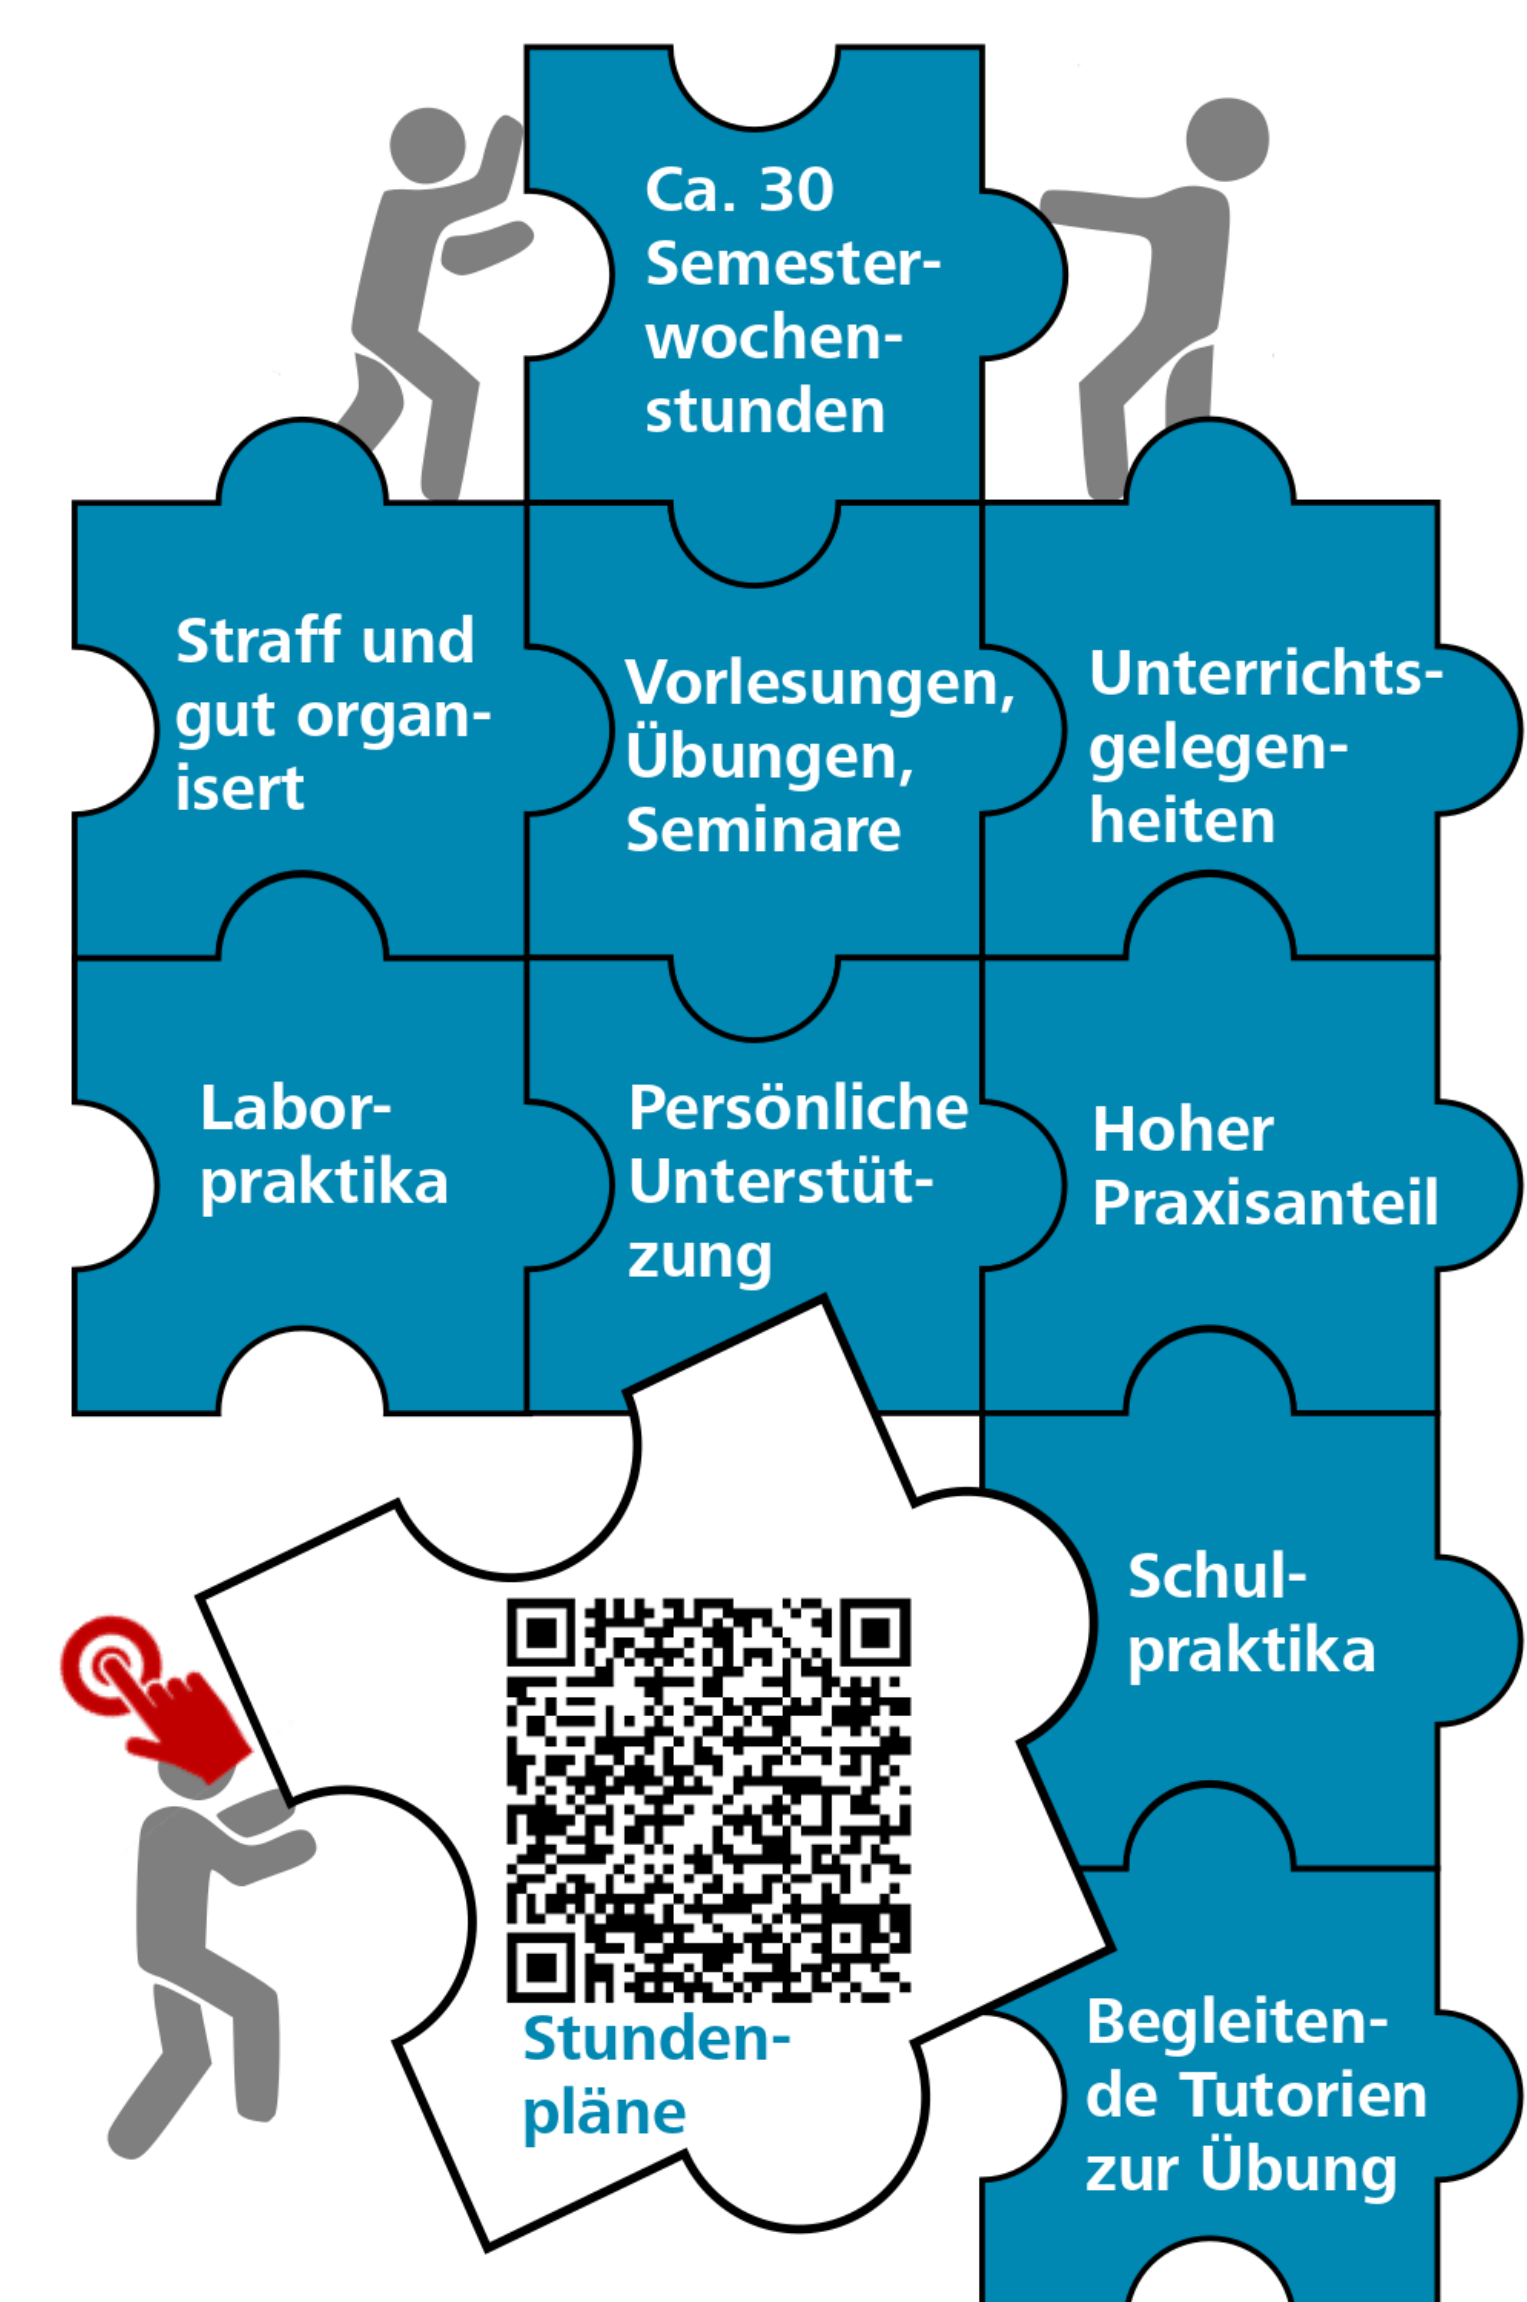 Ca. 30
Semester-
wochen-
stunden
Straff und
gut organ-
isert
Vorlesungen,
Übungen,
Seminare
Unterrichts-
gelegen-
heiten
Labor-
praktika
Persönliche
Unterstüt-
zung
Hoher
Praxisanteil
Schul-
praktika
Stunden-
pläne
Begleiten-
de Tutorien
zur Übung